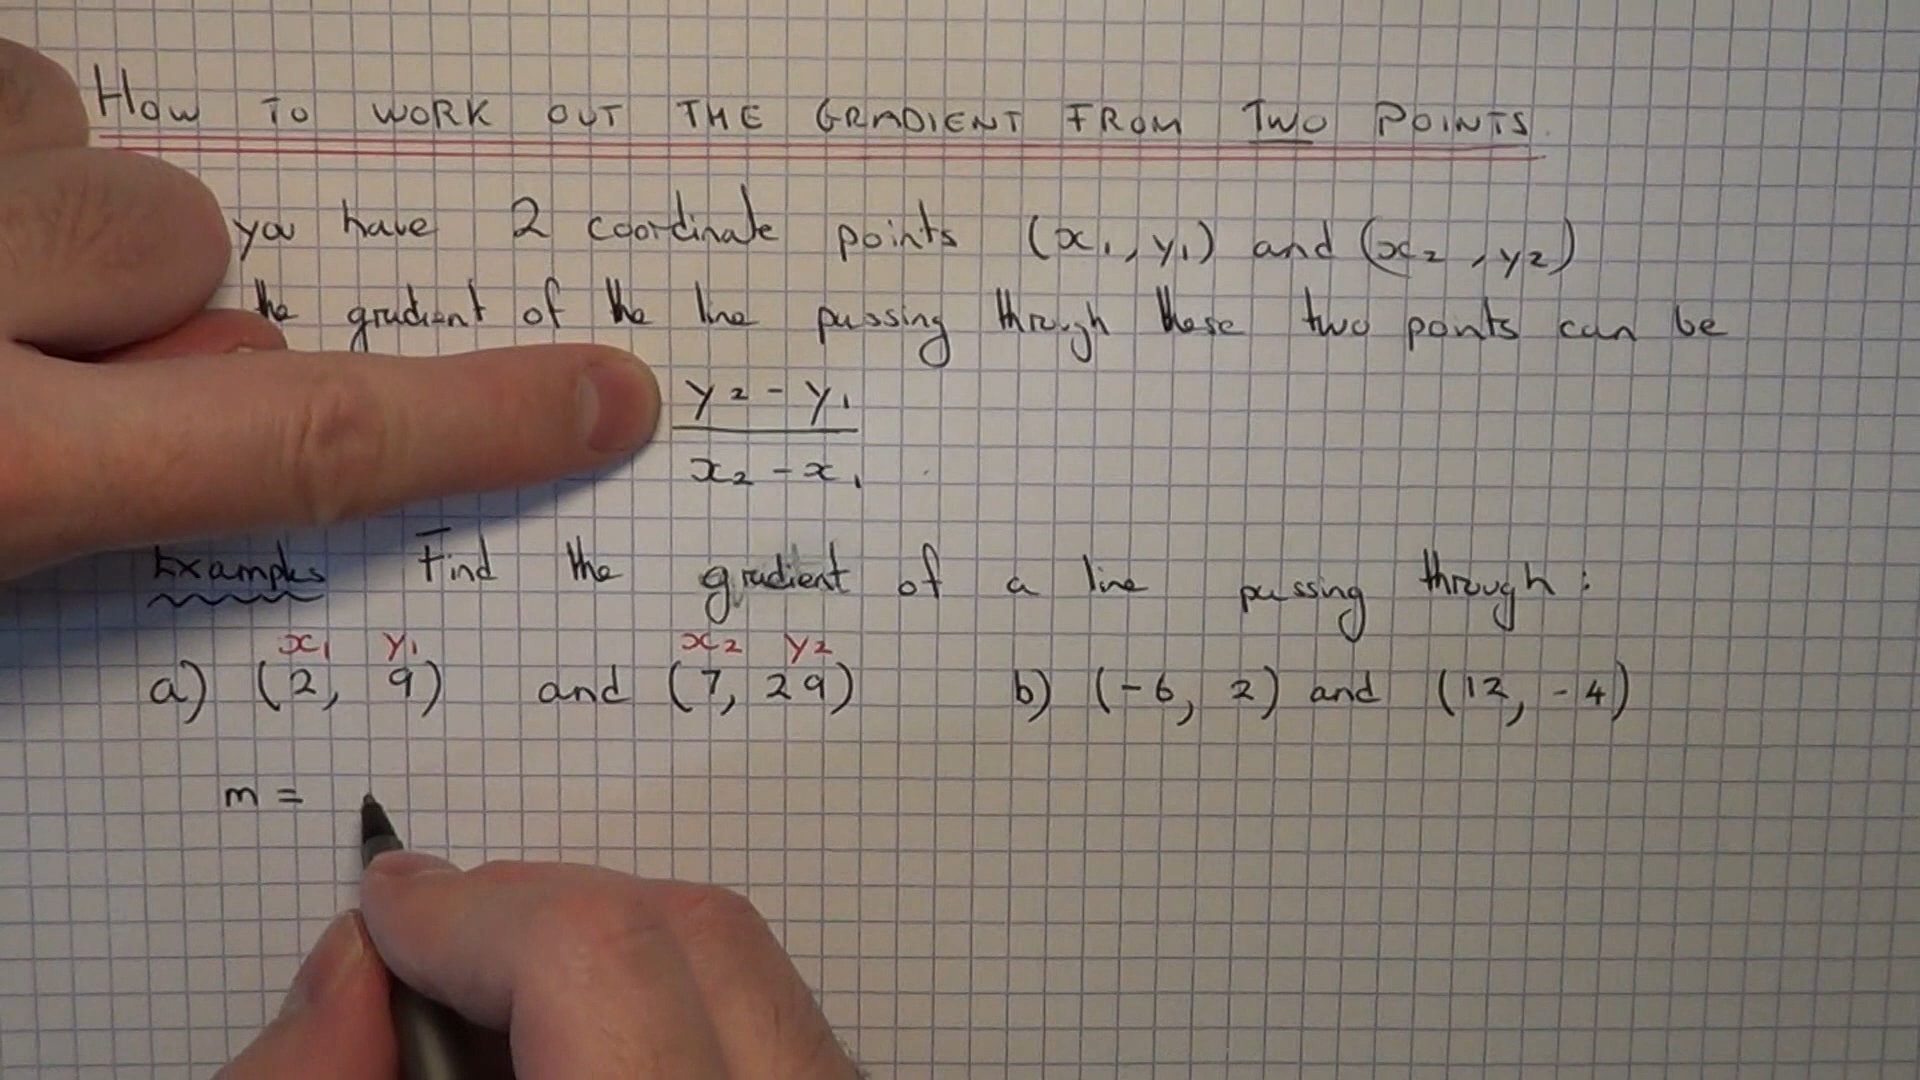 HOW TO WORK OUT THE GRADIENT FROM TWO POINTS
you have 2 coordinate points (x₁, y₁) and (x₂, y₂)
the gradient of the line passing through these two points can be
y₂ - y₁
x₂ - x₁
Examples Find the gradient of a line passing through:
x₁ y₁ x₂ y₂
a) (2, 9) and (7, 29) b) (-6, 2) and (12, -4)
m =